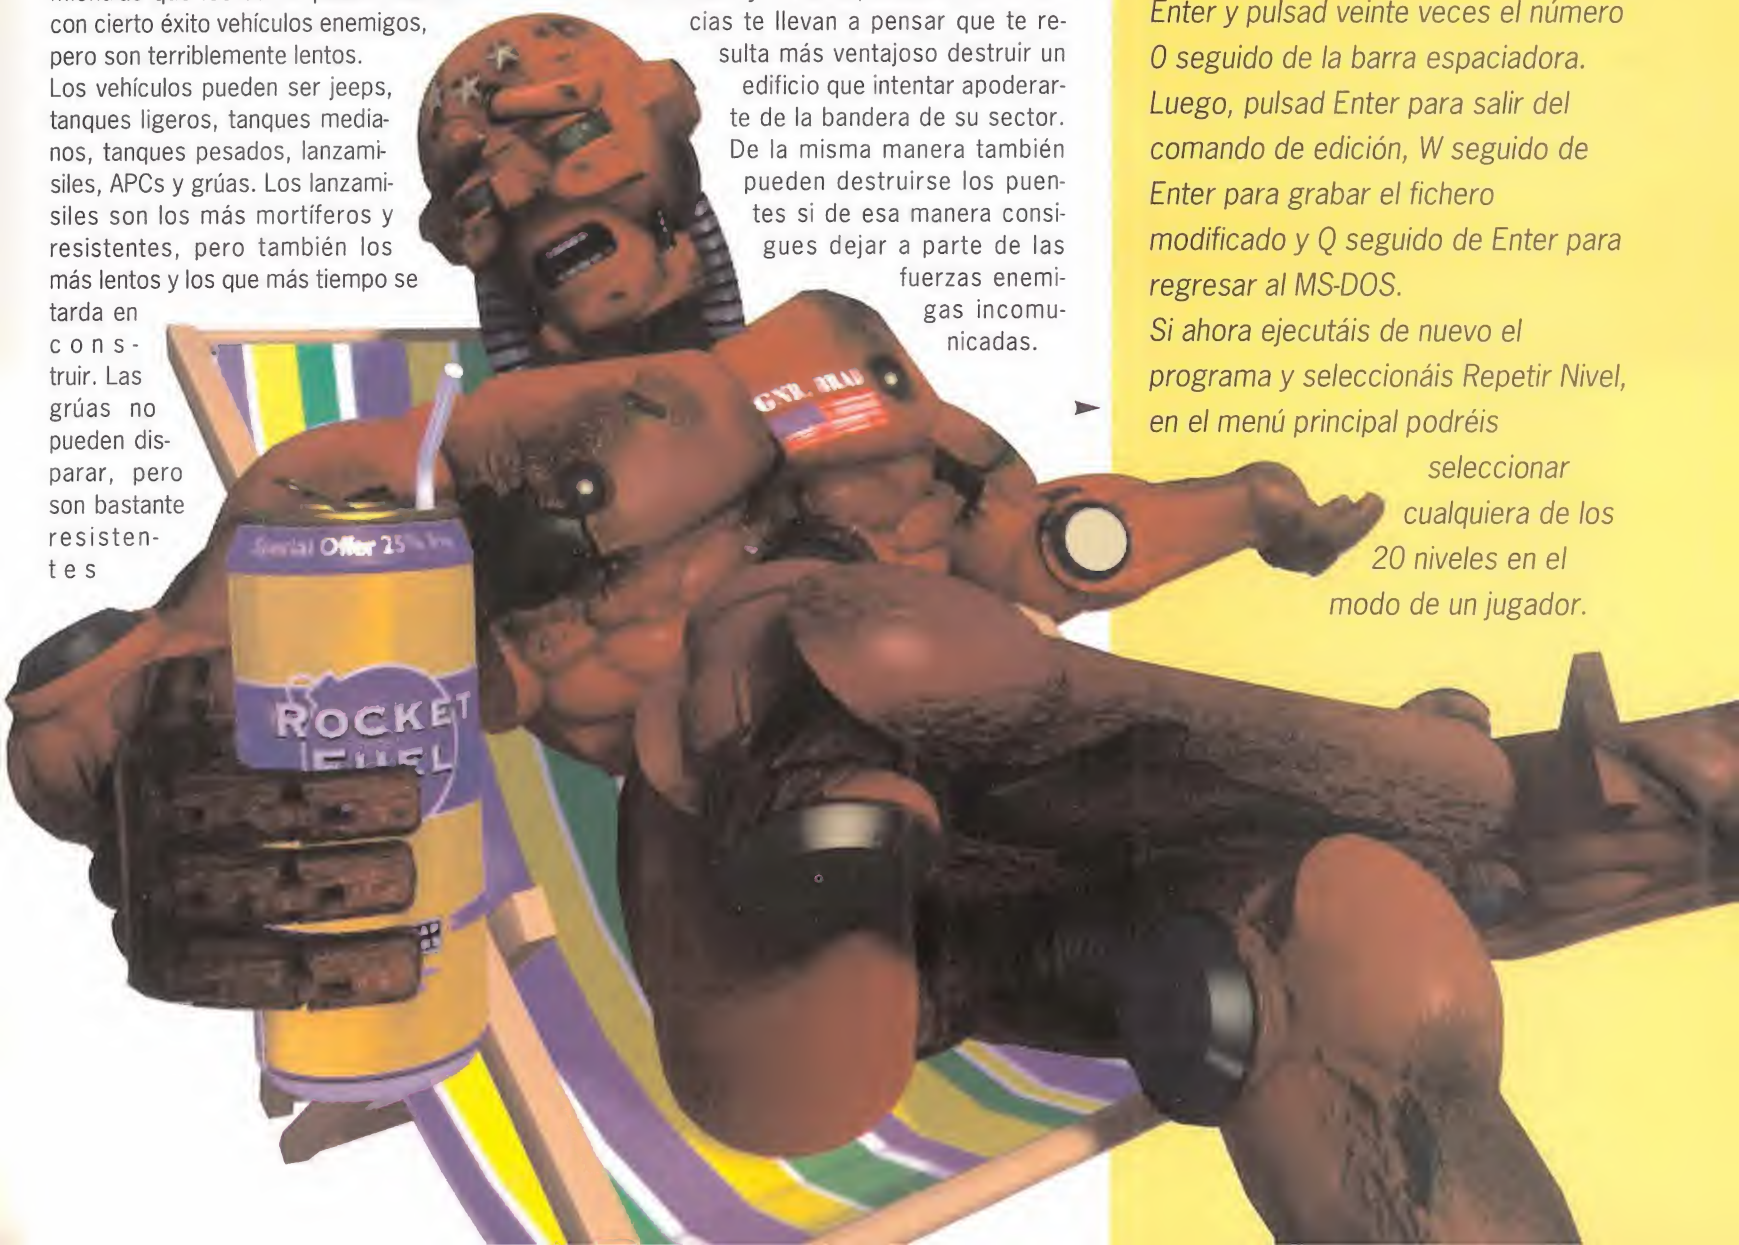 con cierto éxito vehículos enemigos,
pero son terriblemente lentos.
Los vehículos pueden ser jeeps,
tanques ligeros, tanques media-
nos, tanques pesados, lanzami-
siles, APCs y grúas. Los lanzami-
siles son los más mortíferos y
resistentes, pero también los
más lentos y los que más tiempo se
tarda en
cons-
truir. Las
grúas no
pueden dis-
parar, pero
son bastante
resisten-
tes
cias te llevan a pensar que te re-
sulta más ventajoso destruir un
edificio que intentar apoderar-
te de la bandera de su sector.
De la misma manera también
pueden destruirse los puen-
tes si de esa manera consi-
gues dejar a parte de las
fuerzas enemi-
gas incomu-
nicadas.
Enter y pulsad veinte veces el número
0 seguido de la barra espaciadora.
Luego, pulsad Enter para salir del
comando de edición, W seguido de
Enter para grabar el fichero
modificado y Q seguido de Enter para
regresar al MS-DOS.
Si ahora ejecutáis de nuevo el
programa y seleccionáis Repetir Nivel,
en el menú principal podréis
seleccionar
cualquiera de los
20 niveles en el
modo de un jugador.
GNR. BRAD
Offer 25%
ROCKET
FUEL